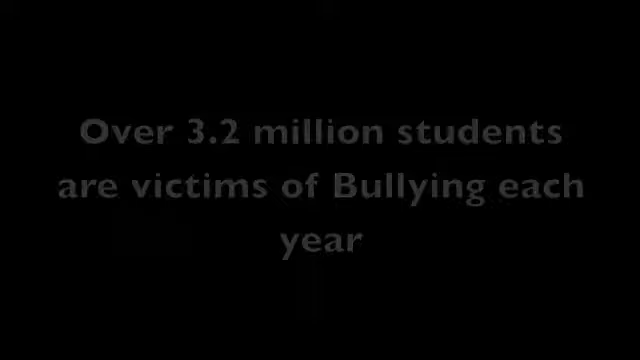 Over 3.2 million students
are victims of Bullying each
year